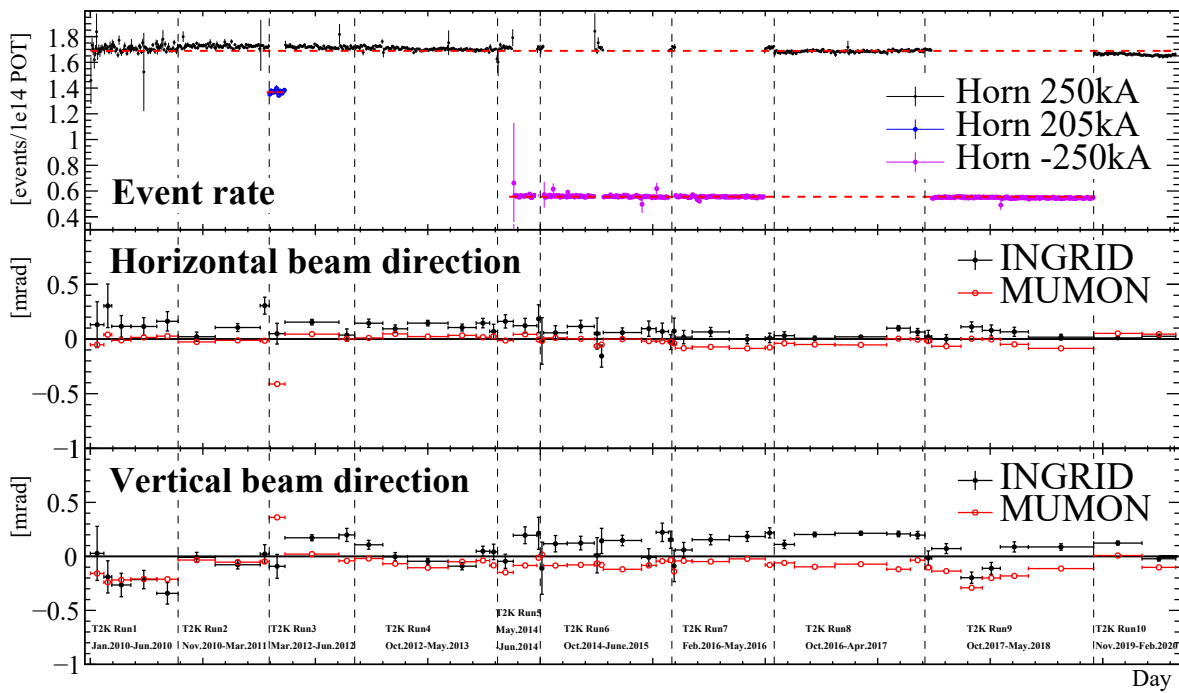 [events/1e14 POT]
1.8
1.6
1.4
1.2
1
0.8
0.6
0.4
Horn 250kA
Horn 205kA
Horn -250kA
Event rate
[mrad]
0.5
0
−0.5
−1
Horizontal beam direction
INGRID
MUMON
[mrad]
0.5
0
−0.5
−1
Vertical beam direction
INGRID
MUMON
T2K Run1
Jan.2010-Jun.2010
T2K Run2
Nov.2010-Mar.2011
T2K Run3
Mar.2012-Jun.2012
T2K Run4
Oct.2012-May.2013
T2K Run5
May.2014
Jun.2014
T2K Run6
Oct.2014-June.2015
T2K Run7
Feb.2016-May.2016
T2K Run8
Oct.2016-Apr.2017
T2K Run9
Oct.2017-May.2018
T2K Run10
Nov.2019-Feb.2020
Day